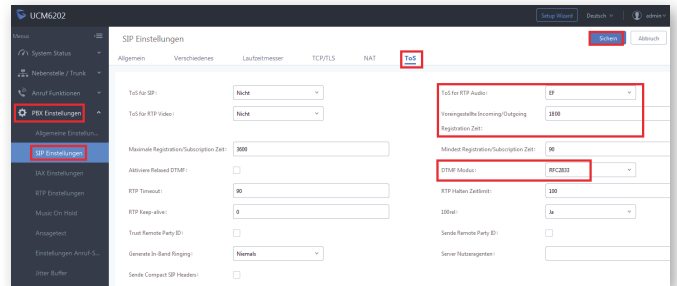 UCM6202
Setup Wizard Deutsch admin
Menus
SIP Einstellungen
Sichern Abbruch
System Status
Allgemein Verschiedenes Laufzeitmesser TCP/TLS NAT ToS
Nebenstelle / Trunk
Anruf Funktionen
ToS für SIP: Nicht
ToS for RTP Audio: EF
PBX Einstellungen
ToS für RTP Video: Nicht
Voreingestellte Incoming/Outgoing Registration Zeit: 1800
Allgemeine Einstellun...
SIP Einstellungen
Maximale Registration/Subscription Zeit: 3600
Mindest Registration/Subscription Zeit: 90
IAX Einstellungen
Aktiviere Relaxed DTMF:
DTMF Modus: RFC2833
RTP Einstellungen
RTP Timeout: 90
RTP Halten Zeitlimit: 100
Music On Hold
RTP Keep-alive: 0
100rel: Ja
Ansagetext
Trust Remote Party ID:
Sende Remote Party ID:
Einstellungen Anruf-S...
Generate In-Band Ringing: Niemals
Server Nutzeragenten:
Jitter Buffer
Sende Compact SIP Headers: